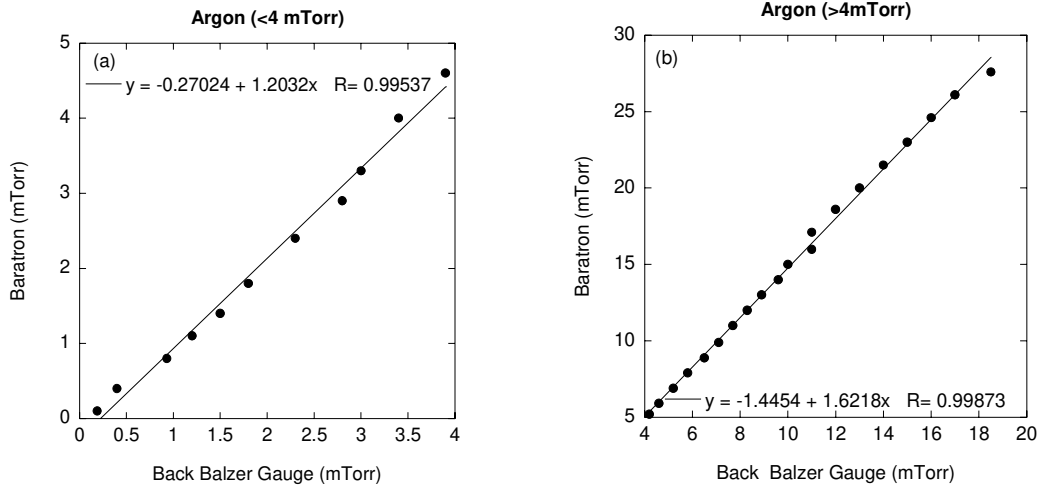 Argon (<4 mTorr)
(a)
y = -0.27024 + 1.2032x R= 0.99537
5
4
3
2
1
0
0 0.5 1 1.5 2 2.5 3 3.5 4
Baratron (mTorr)
Back Balzer Gauge (mTorr)
Argon (>4mTorr)
(b)
30
25
20
15
10
5
y = -1.4454 + 1.6218x R= 0.99873
4 6 8 10 12 14 16 18 20
Baratron (mTorr)
Back Balzer Gauge (mTorr)